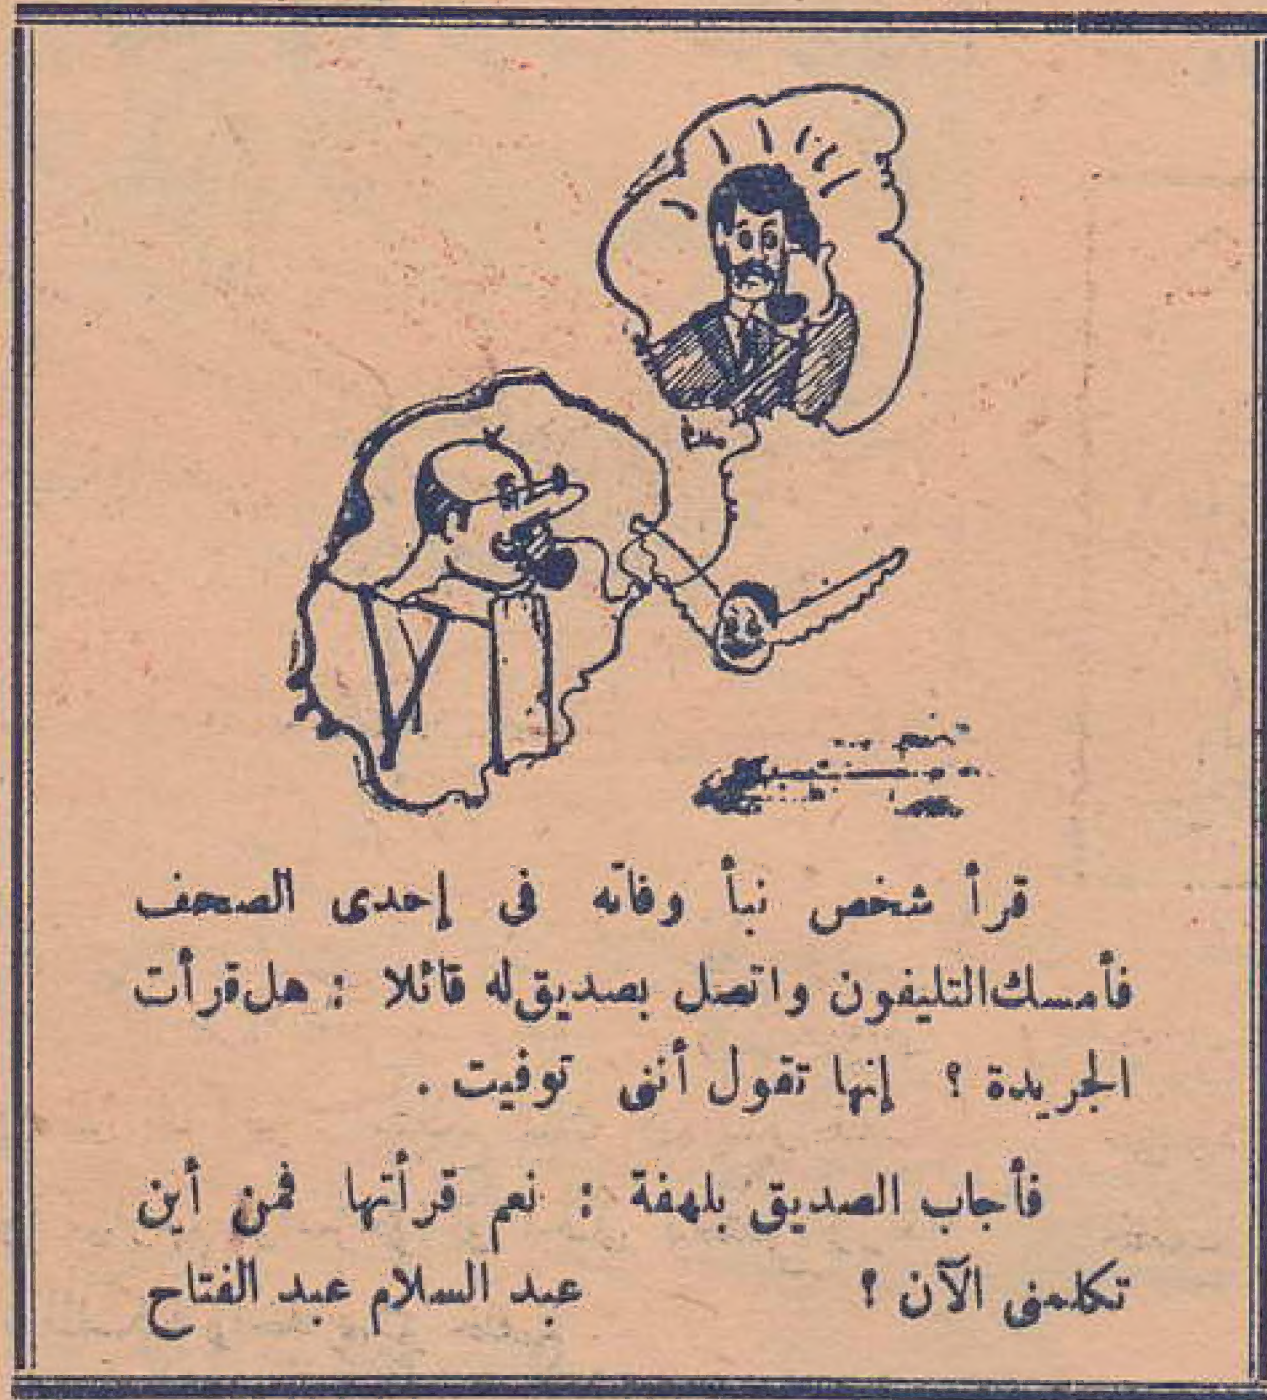 قرأ شخص نبأ وفاته فى إحدى الصحف
فأمسك التليفون واتصل بصديق له قائلا : هل قرأت
الجريدة ؟ إنها تقول أننى توفيت .
فأجاب الصديق بلهفة : نعم قرأتها فمن أين
تكلمنى الآن ؟ عبد السلام عبد الفتاح